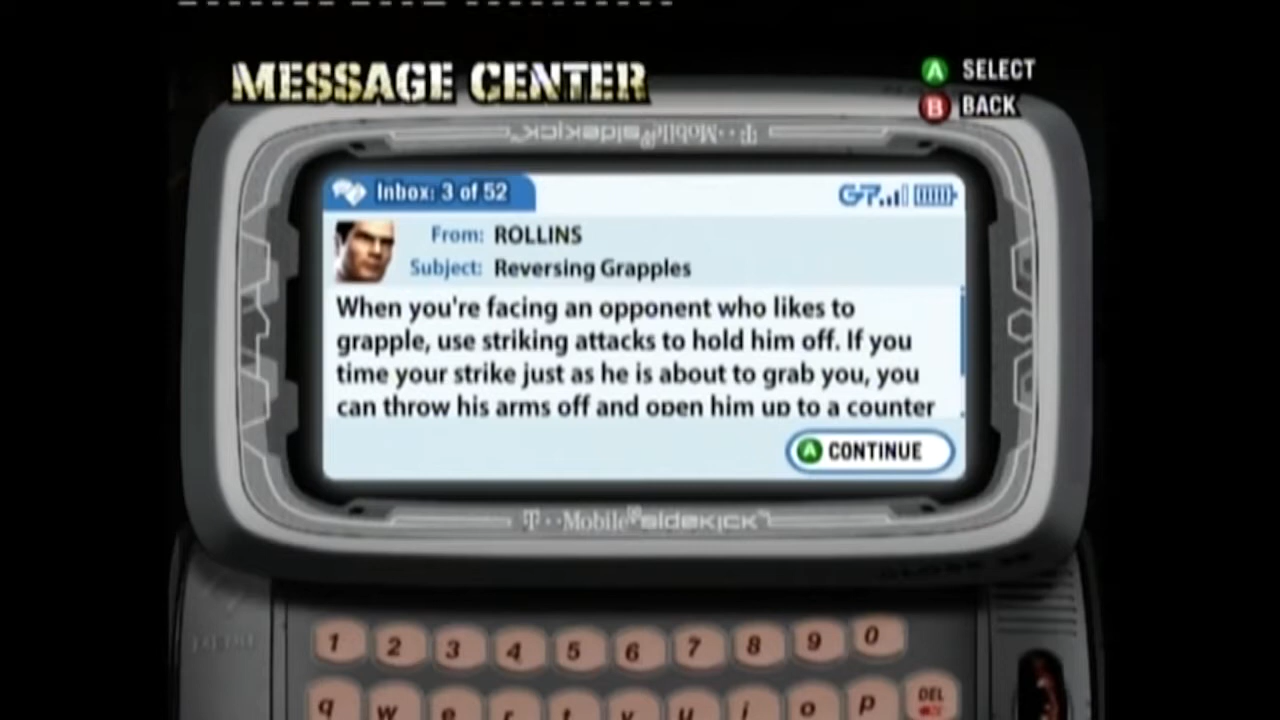 MESSAGE CENTER
A SELECT
B BACK
T··Mobile® sidekick
Inbox: 3 of 52
G
From: ROLLINS
Subject: Reversing Grapples
When you're facing an opponent who likes to
grapple, use striking attacks to hold him off. If you
time your strike just as he is about to grab you, you
can throw his arms off and open him up to a counter
A CONTINUE
T··Mobile® sidekick
1 2 3 4 5 6 7 8 9 0
q w e r t y u i o p DEL